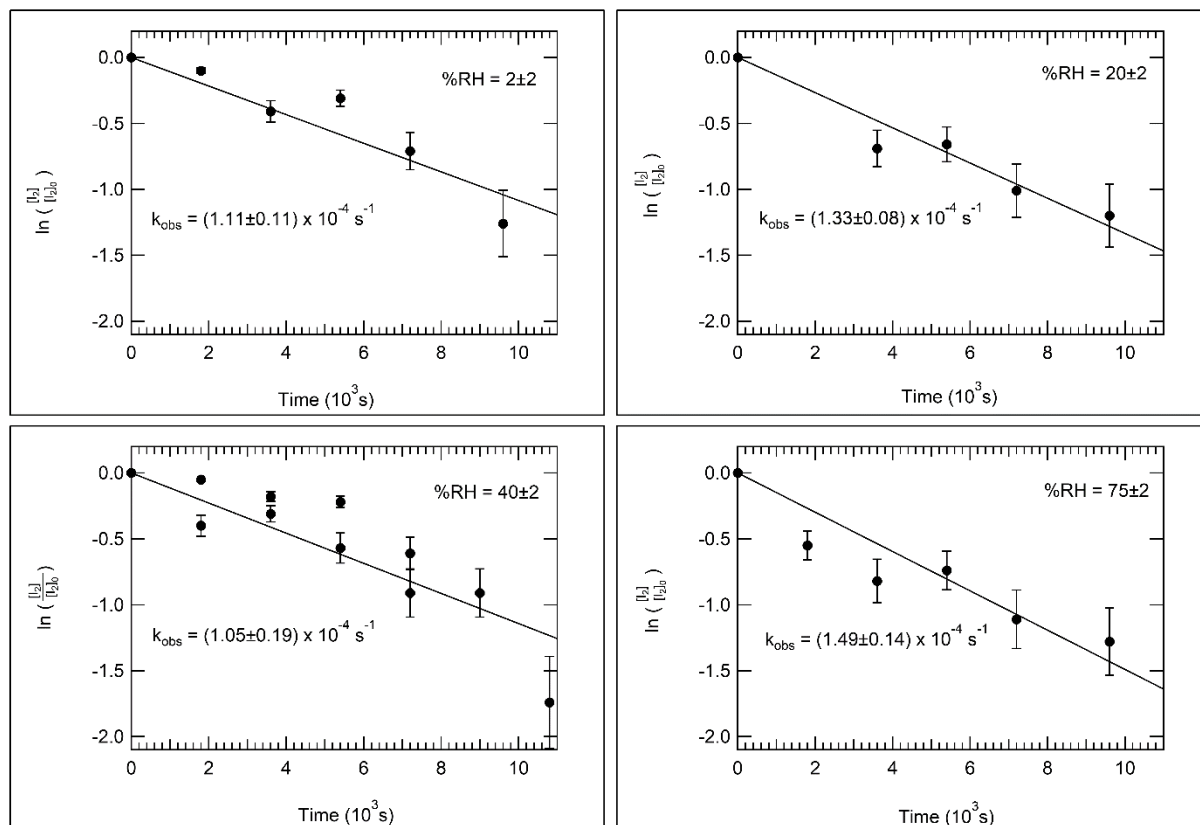 0.0
-0.5
-1.0
-1.5
-2.0
ln ( [I₂] / [I₂]₀ )
%RH = 2±2
k_obs = (1.11±0.11) x 10⁻⁴ s⁻¹
0 2 4 6 8 10
Time (10³s)
0.0
-0.5
-1.0
-1.5
-2.0
ln ( [I₂] / [I₂]₀ )
%RH = 20±2
k_obs = (1.33±0.08) x 10⁻⁴ s⁻¹
0 2 4 6 8 10
Time (10³s)
0.0
-0.5
-1.0
-1.5
-2.0
ln ( [I₂] / [I₂]₀ )
%RH = 40±2
k_obs = (1.05±0.19) x 10⁻⁴ s⁻¹
0 2 4 6 8 10
Time (10³s)
0.0
-0.5
-1.0
-1.5
-2.0
ln ( [I₂] / [I₂]₀ )
%RH = 75±2
k_obs = (1.49±0.14) x 10⁻⁴ s⁻¹
0 2 4 6 8 10
Time (10³s)